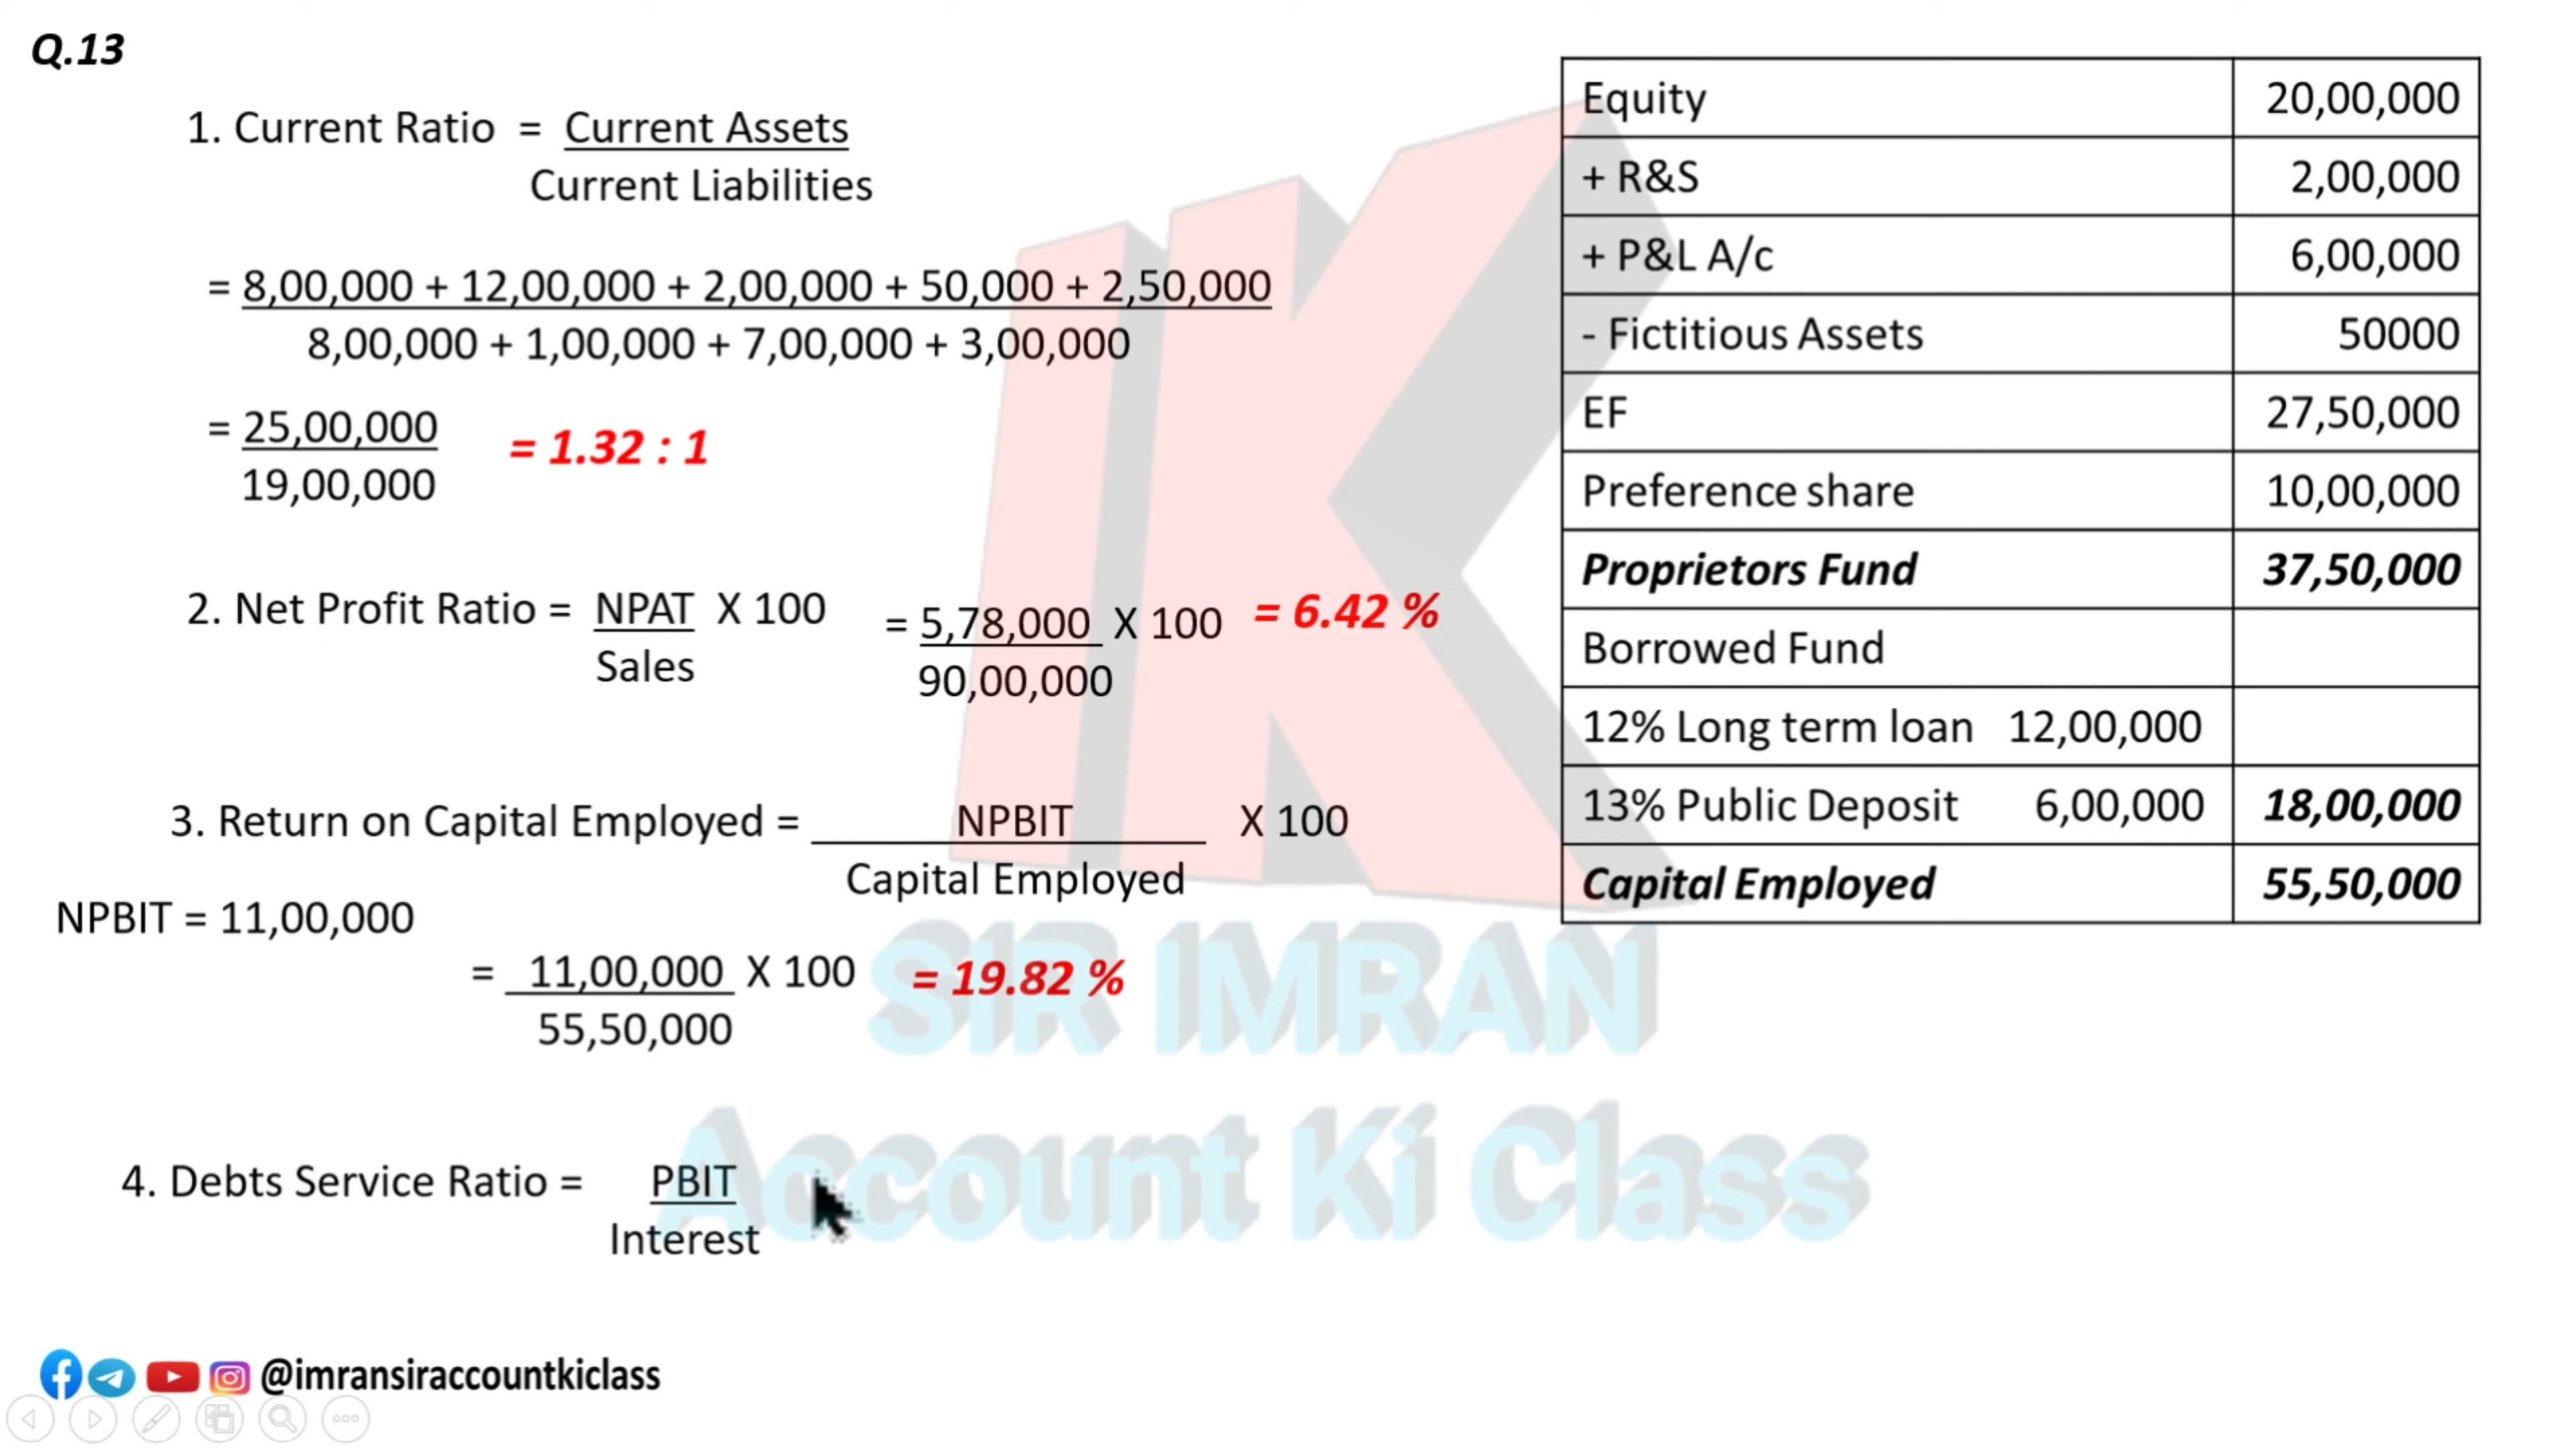 Q.13
1. Current Ratio = Current Assets
Current Liabilities
= 8,00,000 + 12,00,000 + 2,00,000 + 50,000 + 2,50,000
8,00,000 + 1,00,000 + 7,00,000 + 3,00,000
= 25,00,000 = 1.32 : 1
19,00,000
2. Net Profit Ratio = NPAT X 100 = 5,78,000 X 100 = 6.42 %
Sales 90,00,000
3. Return on Capital Employed = NPBIT X 100
Capital Employed
NPBIT = 11,00,000
= 11,00,000 X 100 = 19.82 %
55,50,000
4. Debts Service Ratio = PBIT
Interest
Equity 20,00,000
+ R&S 2,00,000
+ P&L A/c 6,00,000
- Fictitious Assets 50000
EF 27,50,000
Preference share 10,00,000
Proprietors Fund 37,50,000
Borrowed Fund
12% Long term loan 12,00,000
13% Public Deposit 6,00,000 18,00,000
Capital Employed 55,50,000
IK
SIR IMRAN
Account Ki Class
@imransiraccountkiclass